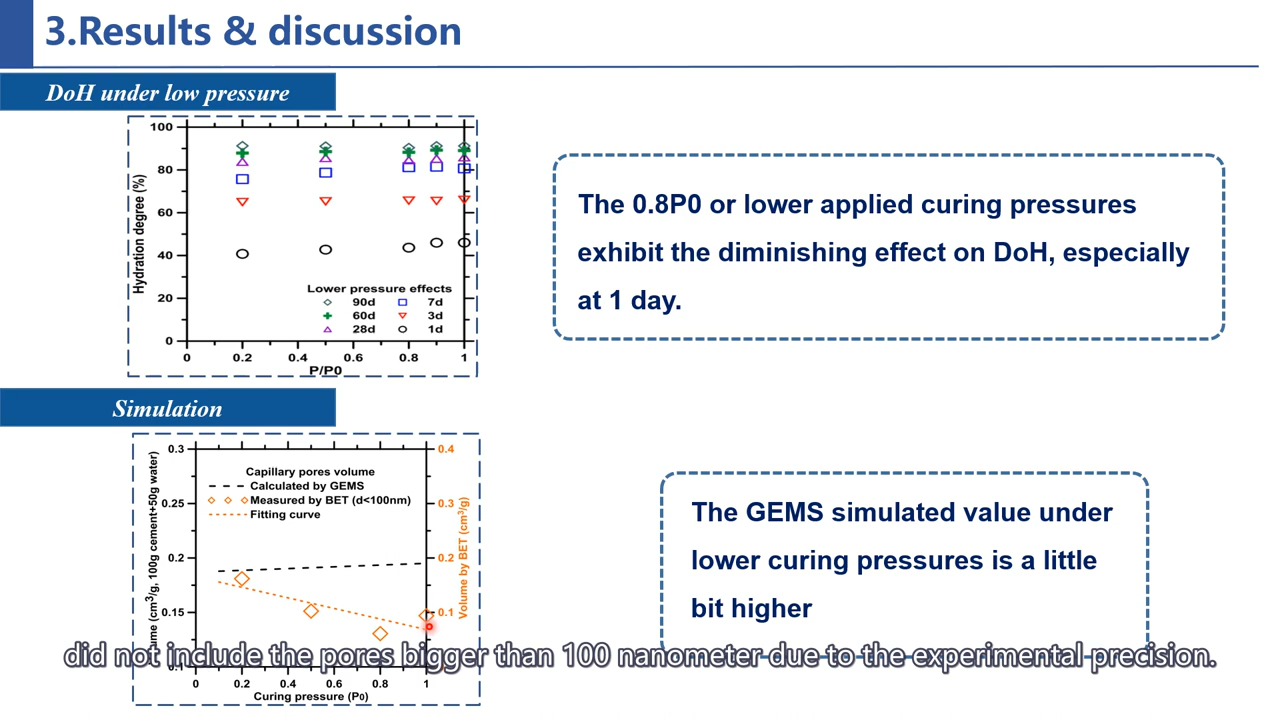 3.Results & discussion
DoH under low pressure
100
80
60
40
20
0
Hydration degree (%)
Lower pressure effects
90d 7d
60d 3d
28d 1d
0 0.2 0.4 0.6 0.8 1
P/P0
The 0.8P0 or lower applied curing pressures
exhibit the diminishing effect on DoH, especially
at 1 day.
Simulation
0.3
0.25
0.2
0.15
(cm³/g, 100g cement+50g water)
Capillary pores volume
Calculated by GEMS
Measured by BET (d<100nm)
Fitting curve
0.4
0.3
0.2
0.1
Volume by BET (cm³/g)
0 0.2 0.4 0.6 0.8 1
Curing pressure (P0)
The GEMS simulated value under
lower curing pressures is a little
bit higher
did not include the pores bigger than 100 nanometer due to the experimental precision.